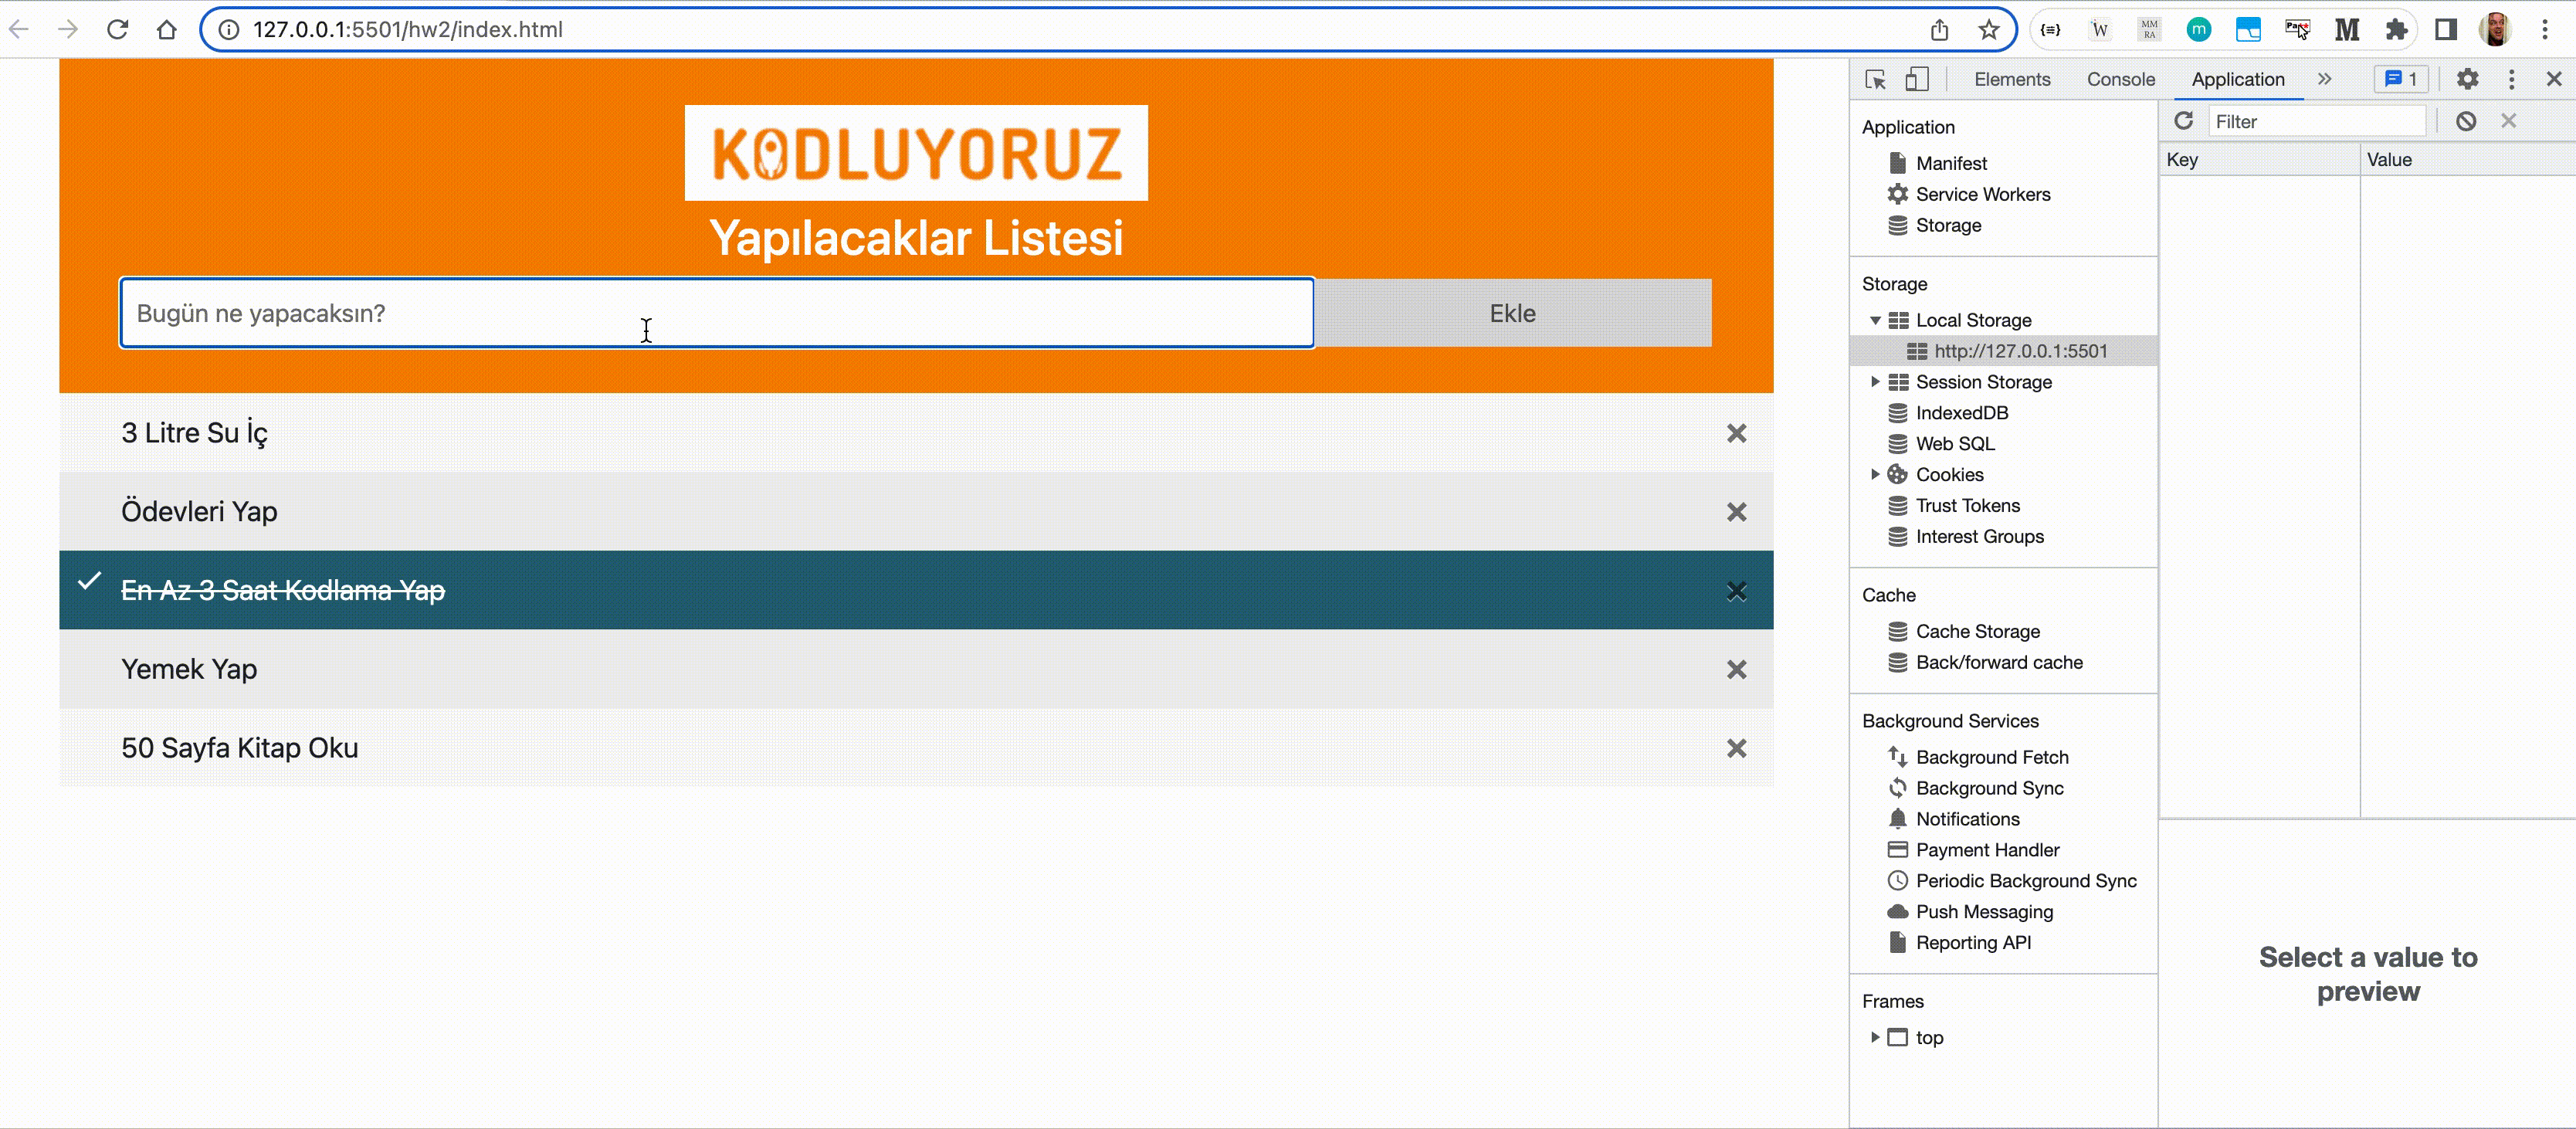 127.0.0.1:5501/hw2/index.html
KODLUYORUZ
Yapılacaklar Listesi
Bugün ne yapacaksın?
Ekle
3 Litre Su İç
Ödevleri Yap
En Az 3 Saat Kodlama Yap
Yemek Yap
50 Sayfa Kitap Oku
Elements Console Application 1
Application
Manifest
Service Workers
Storage
Storage
Local Storage
http://127.0.0.1:5501
Session Storage
IndexedDB
Web SQL
Cookies
Trust Tokens
Interest Groups
Cache
Cache Storage
Back/forward cache
Background Services
Background Fetch
Background Sync
Notifications
Payment Handler
Periodic Background Sync
Push Messaging
Reporting API
Frames
top
Filter
Key Value
Select a value to
preview